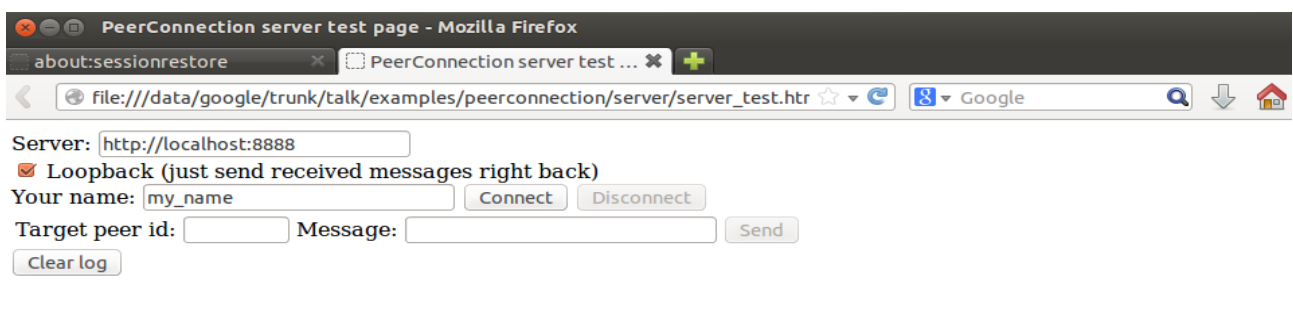 PeerConnection server test page - Mozilla Firefox
about:sessionrestore PeerConnection server test ...
file:///data/google/trunk/talk/examples/peerconnection/server/server_test.htr 8 Google
Server: http://localhost:8888
Loopback (just send received messages right back)
Your name: my_name Connect Disconnect
Target peer id: Message: Send
Clear log